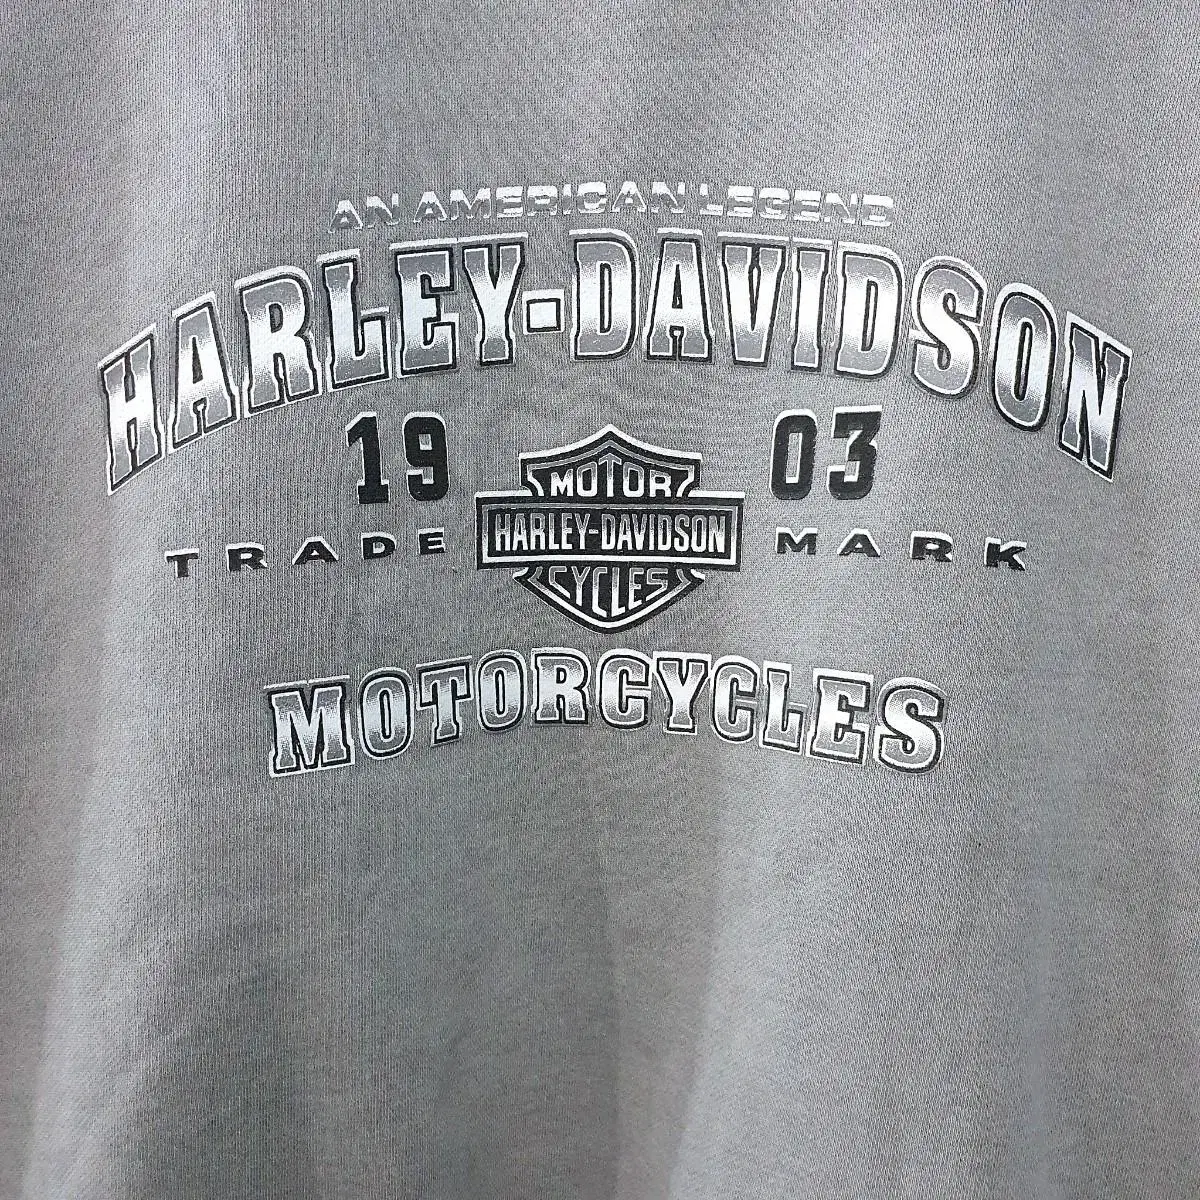 AN AMERICAN LEGEND
HARLEY-DAVIDSON
19 03
MOTOR
HARLEY-DAVIDSON
CYCLES
TRADE MARK
MOTORCYCLES